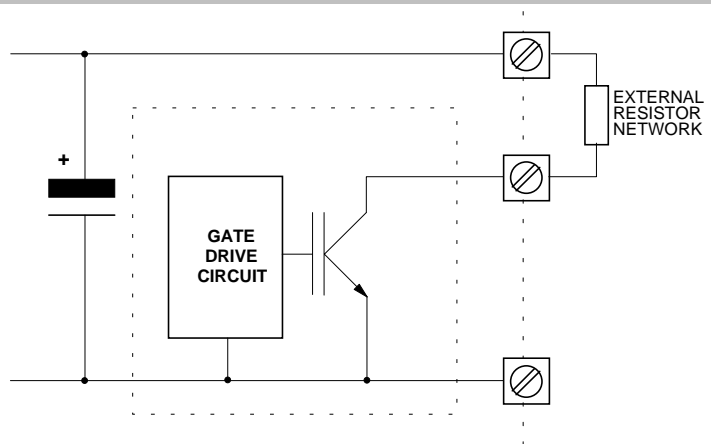 EXTERNAL
RESISTOR
NETWORK
+
GATE
DRIVE
CIRCUIT